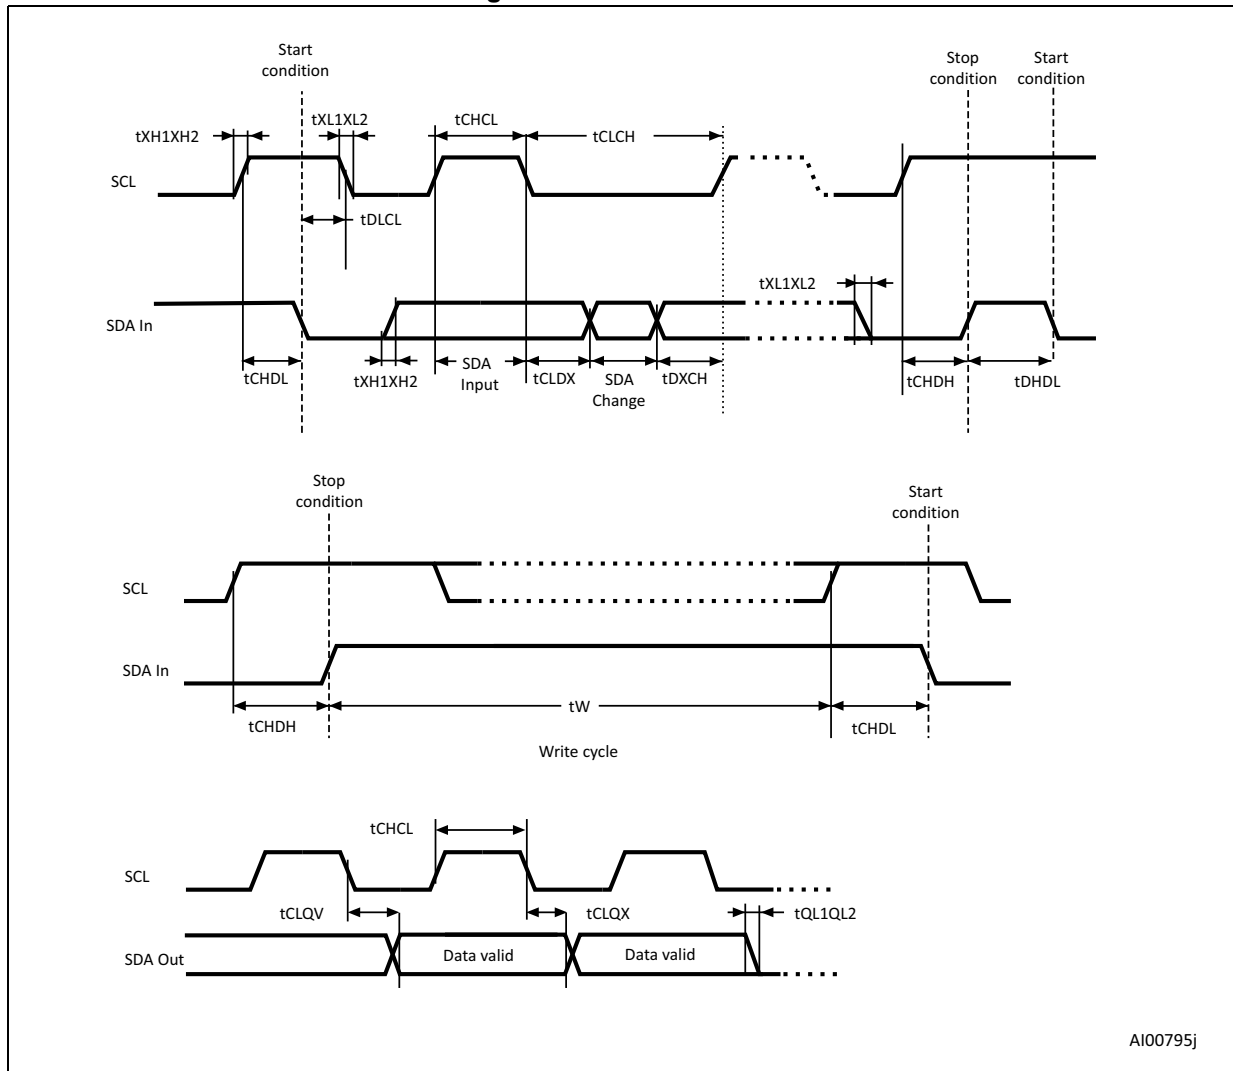 Start
condition
Stop
condition
Start
condition
tXH1XH2
tXL1XL2
tCHCL
tCLCH
SCL
tDLCL
tXL1XL2
SDA In
tCHDL
tXH1XH2
SDA
Input
tCLDX
SDA
Change
tDXCH
tCHDH
tDHDL
Stop
condition
Start
condition
SCL
SDA In
tCHDH
tW
tCHDL
Write cycle
tCHCL
SCL
tCLQV
tCLQX
tQL1QL2
SDA Out
Data valid
Data valid
AI00795j